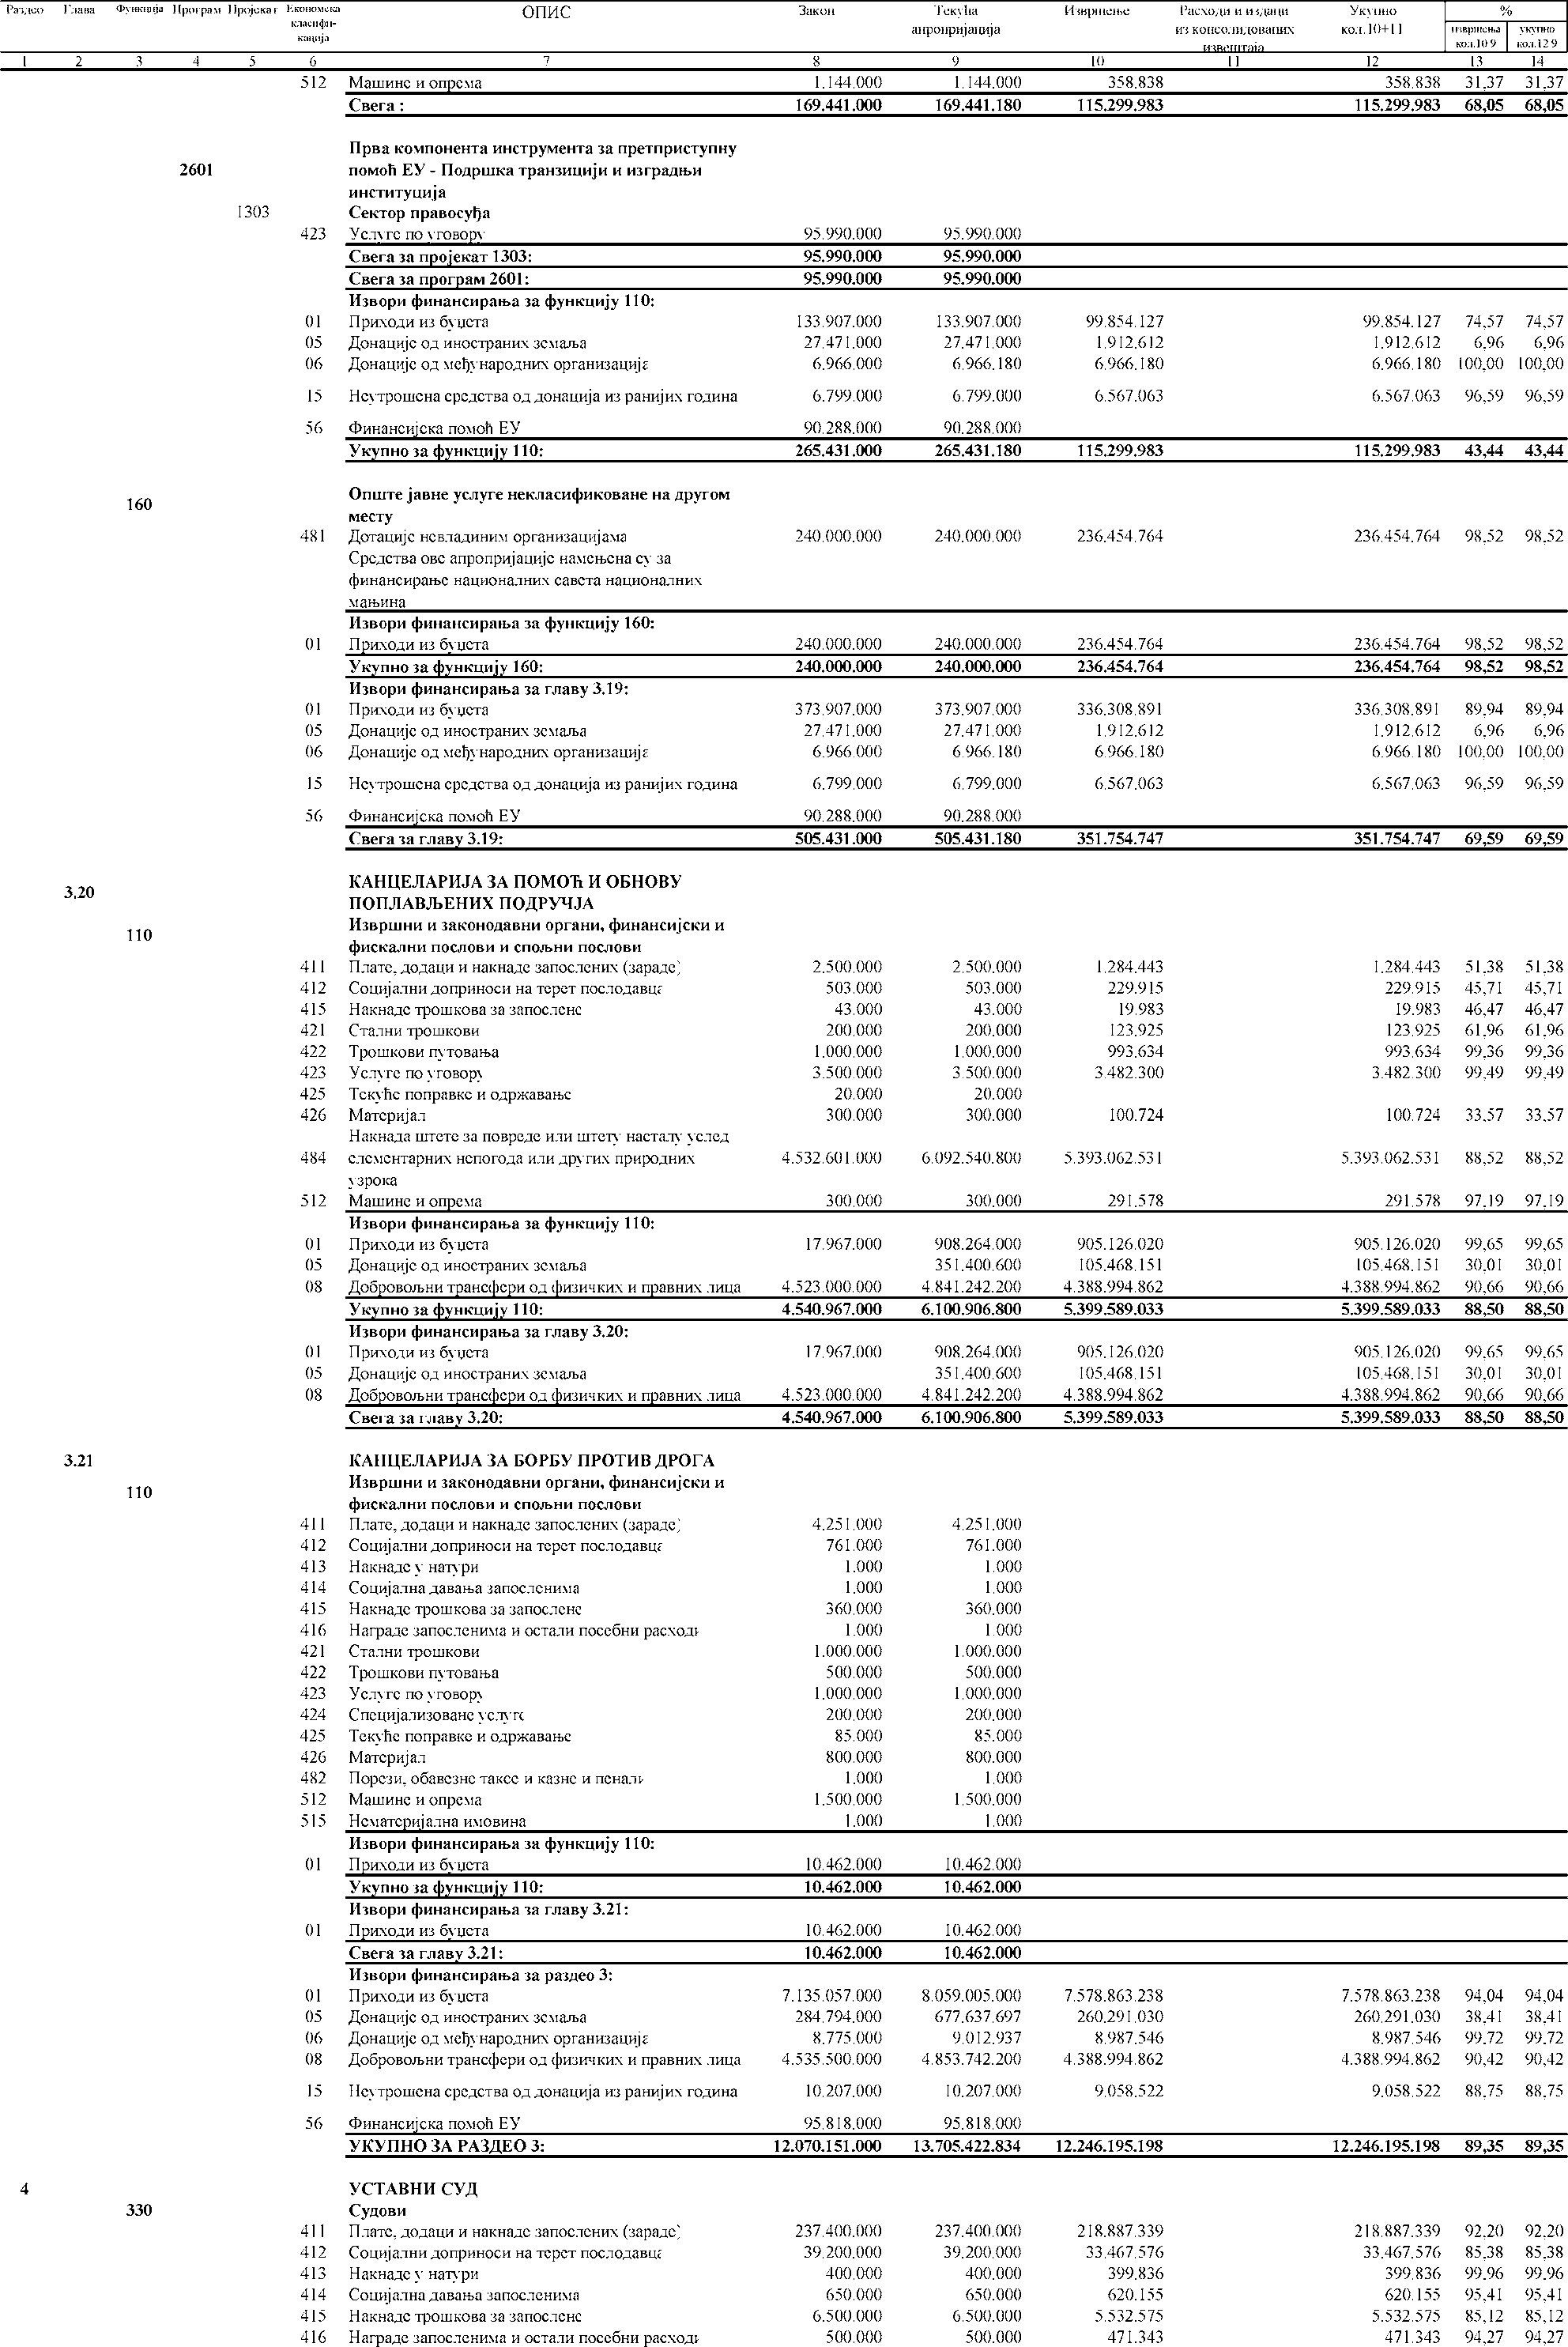 Раздео Глава Функција Програм Пројекат Економска класифи-кација ОПИС Закон Текућа апропријација Извршење Расходи и издаци из консолидованих извештаја Укупно кол.10+11 % извршења кол.10 9 укупно кол.12 9
1 2 3 4 5 6 7 8 9 10 11 12 13 14
512 Машине и опрема 1.144.000 1.144.000 358.838 358.838 31,37 31,37
Свега : 169.441.000 169.441.180 115.299.983 115.299.983 68,05 68,05
Прва компонента инструмента за претприступну
2601 помоћ ЕУ - Подршка транзицији и изградњи
институција
1303 Сектор правосуђа
423 Услуге по уговору 95.990.000 95.990.000
Свега за пројекат 1303: 95.990.000 95.990.000
Свега за програм 2601: 95.990.000 95.990.000
Извори финансирања за функцију 110:
01 Приходи из буџета 133.907.000 133.907.000 99.854.127 99.854.127 74,57 74,57
05 Донације од иностраних земаља 27.471.000 27.471.000 1.912.612 1.912.612 6,96 6,96
06 Донације од међународних организација 6.966.000 6.966.180 6.966.180 6.966.180 100,00 100,00
15 Неутрошена средства од донација из ранијих година 6.799.000 6.799.000 6.567.063 6.567.063 96,59 96,59
56 Финансијска помоћ ЕУ 90.288.000 90.288.000
Укупно за функцију 110: 265.431.000 265.431.180 115.299.983 115.299.983 43,44 43,44
160 Опште јавне услуге некласификоване на другом
месту
481 Дотације невладиним организацијама 240.000.000 240.000.000 236.454.764 236.454.764 98,52 98,52
Средства ове апропријације намењена су за
финансирање националних савета националних
мањина
Извори финансирања за функцију 160:
01 Приходи из буџета 240.000.000 240.000.000 236.454.764 236.454.764 98,52 98,52
Укупно за функцију 160: 240.000.000 240.000.000 236.454.764 236.454.764 98,52 98,52
Извори финансирања за главу 3.19:
01 Приходи из буџета 373.907.000 373.907.000 336.308.891 336.308.891 89,94 89,94
05 Донације од иностраних земаља 27.471.000 27.471.000 1.912.612 1.912.612 6,96 6,96
06 Донације од међународних организација 6.966.000 6.966.180 6.966.180 6.966.180 100,00 100,00
15 Неутрошена средства од донација из ранијих година 6.799.000 6.799.000 6.567.063 6.567.063 96,59 96,59
56 Финансијска помоћ ЕУ 90.288.000 90.288.000
Свега за главу 3.19: 505.431.000 505.431.180 351.754.747 351.754.747 69,59 69,59
3.20 КАНЦЕЛАРИЈА ЗА ПОМОЋ И ОБНОВУ
ПОПЛАВЉЕНИХ ПОДРУЧЈА
110 Извршни и законодавни органи, финансијски и
фискални послови и спољни послови
411 Плате, додаци и накнаде запослених (зараде) 2.500.000 2.500.000 1.284.443 1.284.443 51,38 51,38
412 Социјални доприноси на терет послодавца 503.000 503.000 229.915 229.915 45,71 45,71
415 Накнаде трошкова за запослене 43.000 43.000 19.983 19.983 46,47 46,47
421 Стални трошкови 200.000 200.000 123.925 123.925 61,96 61,96
422 Трошкови путовања 1.000.000 1.000.000 993.634 993.634 99,36 99,36
423 Услуге по уговору 3.500.000 3.500.000 3.482.300 3.482.300 99,49 99,49
425 Текуће поправке и одржавање 20.000 20.000
426 Материјал 300.000 300.000 100.724 100.724 33,57 33,57
Накнада штете за повреде или штету насталу услед
484 елементарних непогода или других природних 4.532.601.000 6.092.540.800 5.393.062.531 5.393.062.531 88,52 88,52
узрока
512 Машине и опрема 300.000 300.000 291.578 291.578 97,19 97,19
Извори финансирања за функцију 110:
01 Приходи из буџета 17.967.000 908.264.000 905.126.020 905.126.020 99,65 99,65
05 Донације од иностраних земаља 351.400.600 105.468.151 105.468.151 30,01 30,01
08 Добровољни трансфери од физичких и правних лица 4.523.000.000 4.841.242.200 4.388.994.862 4.388.994.862 90,66 90,66
Укупно за функцију 110: 4.540.967.000 6.100.906.800 5.399.589.033 5.399.589.033 88,50 88,50
Извори финансирања за главу 3.20:
01 Приходи из буџета 17.967.000 908.264.000 905.126.020 905.126.020 99,65 99,65
05 Донације од иностраних земаља 351.400.600 105.468.151 105.468.151 30,01 30,01
08 Добровољни трансфери од физичких и правних лица 4.523.000.000 4.841.242.200 4.388.994.862 4.388.994.862 90,66 90,66
Свега за главу 3.20: 4.540.967.000 6.100.906.800 5.399.589.033 5.399.589.033 88,50 88,50
3.21 КАНЦЕЛАРИЈА ЗА БОРБУ ПРОТИВ ДРОГА
110 Извршни и законодавни органи, финансијски и
фискални послови и спољни послови
411 Плате, додаци и накнаде запослених (зараде) 4.251.000 4.251.000
412 Социјални доприноси на терет послодавца 761.000 761.000
413 Накнаде у натури 1.000 1.000
414 Социјална давања запосленима 1.000 1.000
415 Накнаде трошкова за запослене 360.000 360.000
416 Награде запосленима и остали посебни расходи 1.000 1.000
421 Стални трошкови 1.000.000 1.000.000
422 Трошкови путовања 500.000 500.000
423 Услуге по уговору 1.000.000 1.000.000
424 Специјализоване услуге 200.000 200.000
425 Текуће поправке и одржавање 85.000 85.000
426 Материјал 800.000 800.000
482 Порези, обавезне таксе и казне и пенали 1.000 1.000
512 Машине и опрема 1.500.000 1.500.000
515 Нематеријална имовина 1.000 1.000
Извори финансирања за функцију 110:
01 Приходи из буџета 10.462.000 10.462.000
Укупно за функцију 110: 10.462.000 10.462.000
Извори финансирања за главу 3.21:
01 Приходи из буџета 10.462.000 10.462.000
Свега за главу 3.21: 10.462.000 10.462.000
Извори финансирања за раздео 3:
01 Приходи из буџета 7.135.057.000 8.059.005.000 7.578.863.238 7.578.863.238 94,04 94,04
05 Донације од иностраних земаља 284.794.000 677.637.697 260.291.030 260.291.030 38,41 38,41
06 Донације од међународних организација 8.775.000 9.012.937 8.987.546 8.987.546 99,72 99,72
08 Добровољни трансфери од физичких и правних лица 4.535.500.000 4.853.742.200 4.388.994.862 4.388.994.862 90,42 90,42
15 Неутрошена средства од донација из ранијих година 10.207.000 10.207.000 9.058.522 9.058.522 88,75 88,75
56 Финансијска помоћ ЕУ 95.818.000 95.818.000
УКУПНО ЗА РАЗДЕО 3: 12.070.151.000 13.705.422.834 12.246.195.198 12.246.195.198 89,35 89,35
4 УСТАВНИ СУД
330 Судови
411 Плате, додаци и накнаде запослених (зараде) 237.400.000 237.400.000 218.887.339 218.887.339 92,20 92,20
412 Социјални доприноси на терет послодавца 39.200.000 39.200.000 33.467.576 33.467.576 85,38 85,38
413 Накнаде у натури 400.000 400.000 399.836 399.836 99,96 99,96
414 Социјална давања запосленима 650.000 650.000 620.155 620.155 95,41 95,41
415 Накнаде трошкова за запослене 6.500.000 6.500.000 5.532.575 5.532.575 85,12 85,12
416 Награде запосленима и остали посебни расходи 500.000 500.000 471.343 471.343 94,27 94,27